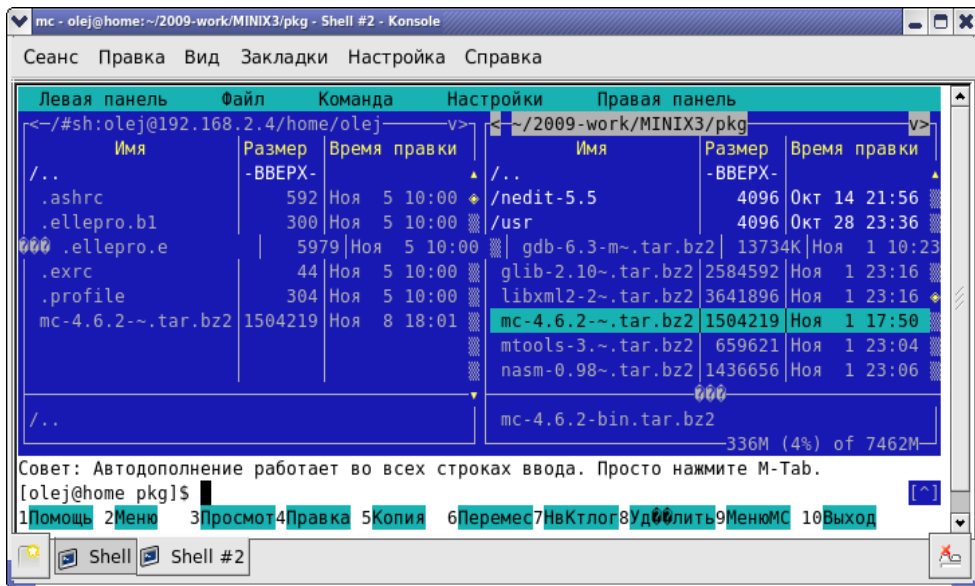 mc - olej@home:~/2009-work/MINIX3/pkg - Shell #2 - Konsole
Сеанс Правка Вид Закладки Настройка Справка
Левая панель Файл Команда Настройки Правая панель
<─/#sh:olej@192.168.2.4/home/olej───v> < ~/2009-work/MINIX3/pkg v>
Имя Размер Время правки Имя Размер Время правки
/.. -ВВЕРХ- /.. -ВВЕРХ-
.ashrc 592 Ноя 5 10:00 /nedit-5.5 4096 Окт 14 21:56
.ellepro.b1 300 Ноя 5 10:00 /usr 4096 Окт 28 23:36
��� .ellepro.e 5979 Ноя 5 10:00 gdb-6.3-m~.tar.bz2 13734K Ноя 1 10:23
.exrc 44 Ноя 5 10:00 glib-2.10~.tar.bz2 2584592 Ноя 1 23:16
.profile 304 Ноя 5 10:00 libxml2-2~.tar.bz2 3641896 Ноя 1 23:16
mc-4.6.2-~.tar.bz2 1504219 Ноя 8 18:01 mc-4.6.2-~.tar.bz2 1504219 Ноя 1 17:50
mtools-3.~.tar.bz2 659621 Ноя 1 23:04
nasm-0.98~.tar.bz2 1436656 Ноя 1 23:06
���
/.. mc-4.6.2-bin.tar.bz2
336M (4%) of 7462M
Совет: Автодополнение работает во всех строках ввода. Просто нажмите M-Tab.
[olej@home pkg]$ [^]
1Помощь 2Меню 3Просмот4Правка 5Копия 6Перемес7НвКтлог8Уд��лить9МенюМС 10Выход
Shell Shell #2